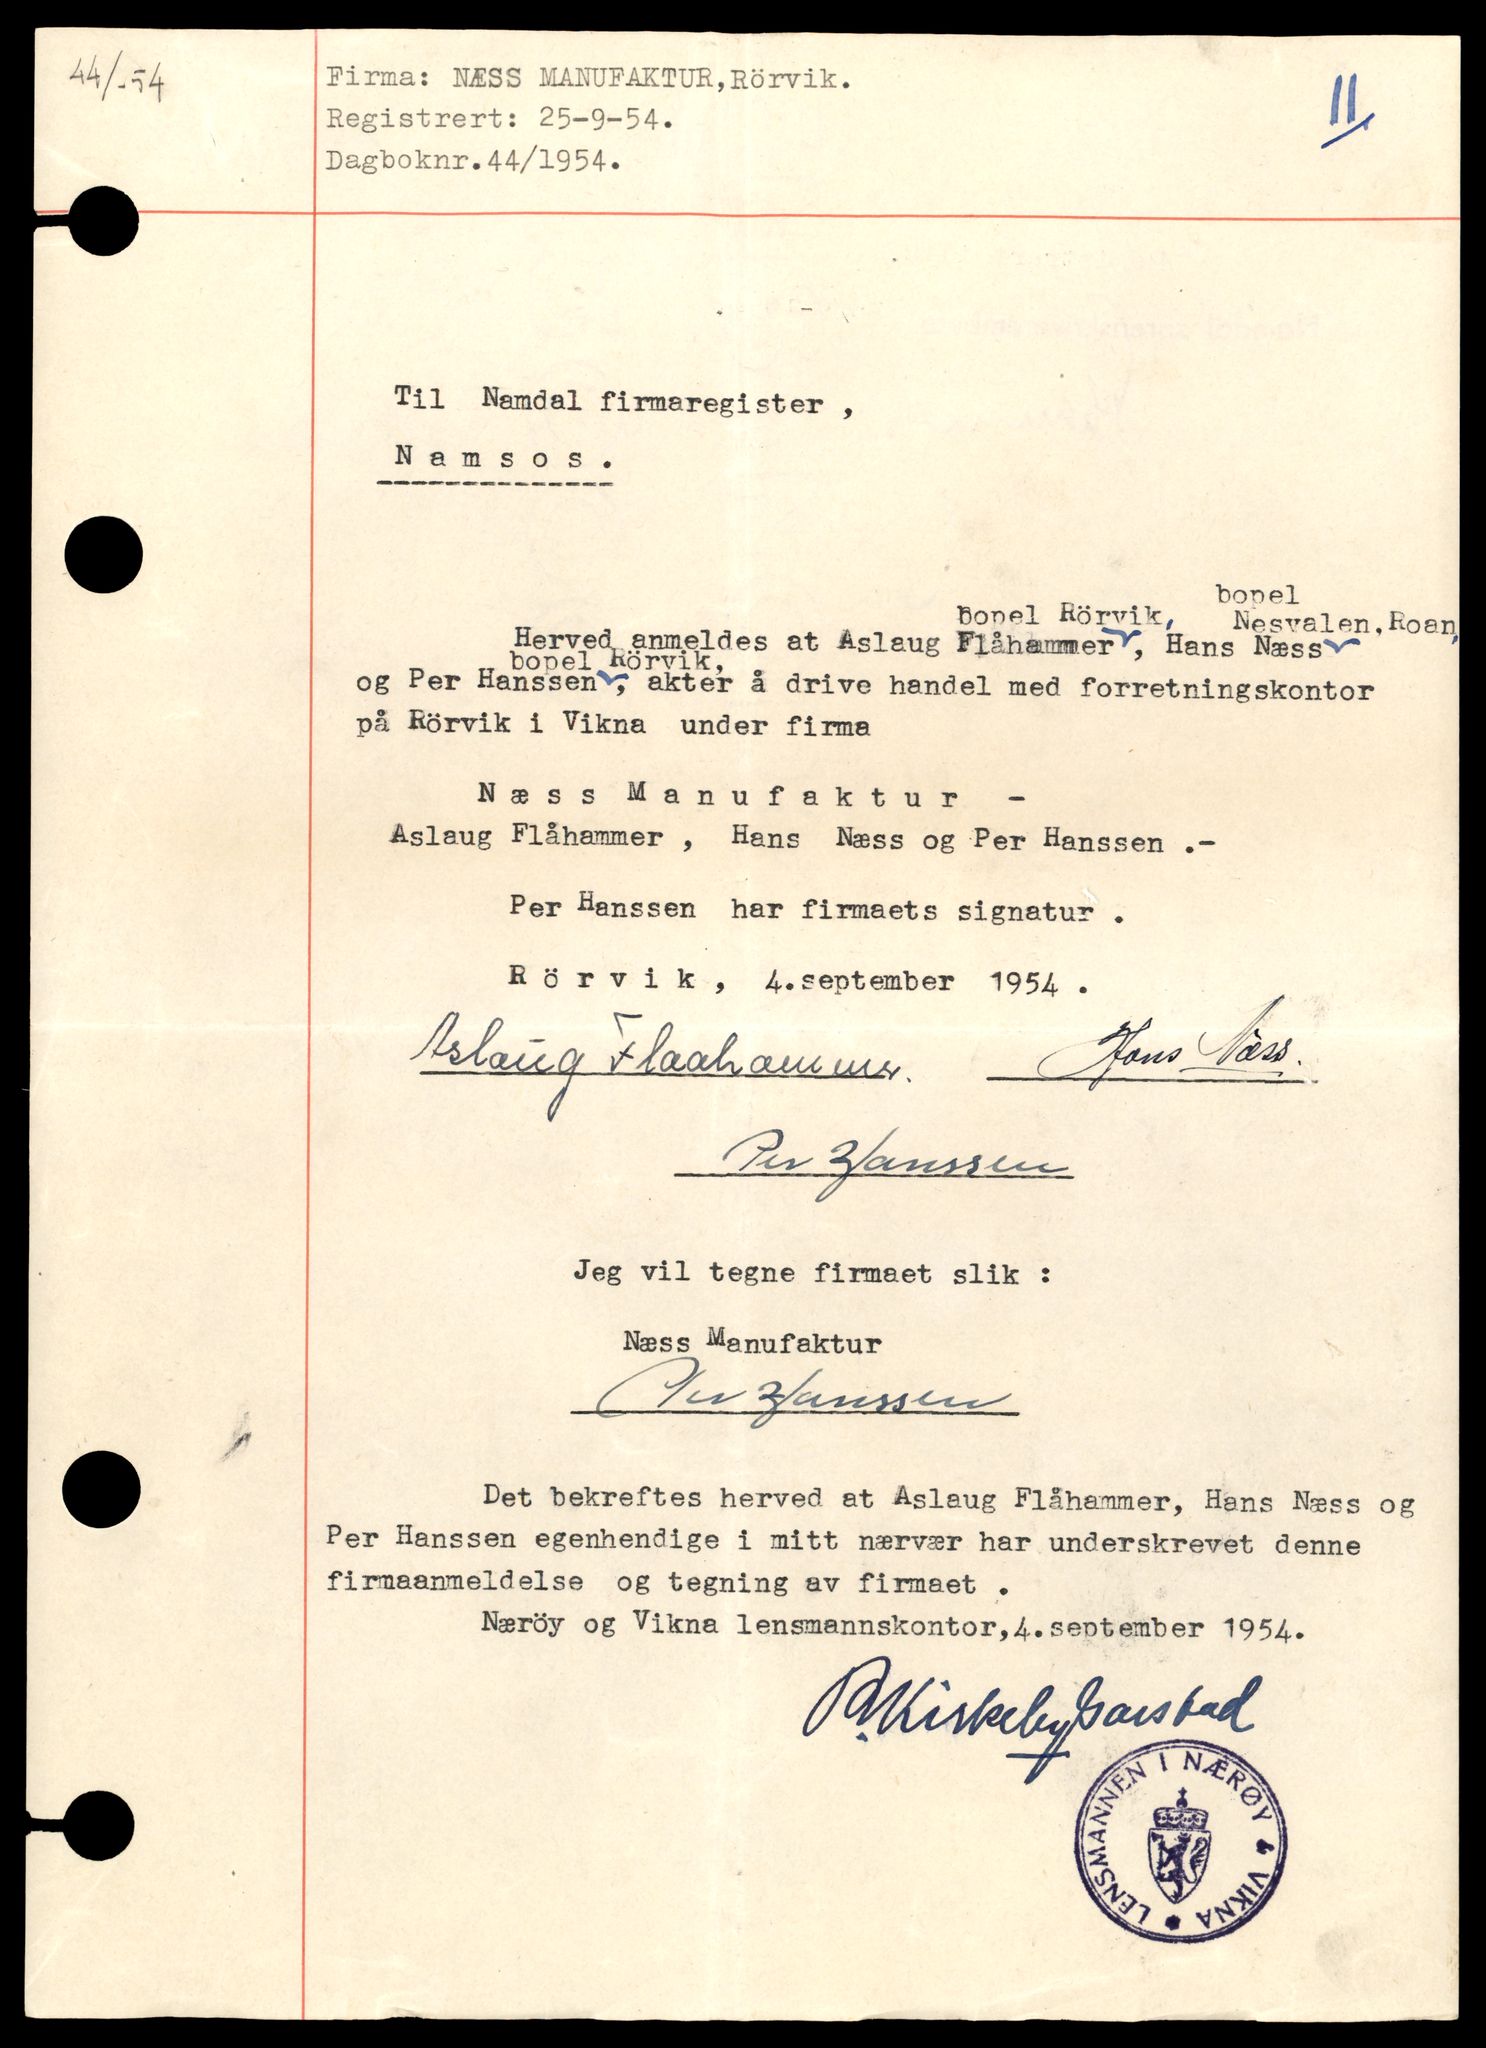 44/-54
Firma: NÆSS MANUFAKTUR, Rörvik.
Registrert: 25-9-54.
Dagboknr. 44/1954.
11
Til Namdal firmaregister ,
N a m s o s .
bopel Rörvik, bopel Nesvalen, Roan,
Herved anmeldes at Aslaug Flåhammer , Hans Næss
bopel Rörvik,
og Per Hanssen , akter å drive handel med forretningskontor
på Rörvik i Vikna under firma
N æ s s M a n u f a k t u r -
Aslaug Flåhammer , Hans Næss og Per Hanssen .-
Per Hanssen har firmaets signatur .
R ö r v i k , 4. september 1954 .
Aslaug Flaahammer. Hans Næss.
Per Hanssen
Jeg vil tegne firmaet slik :
Næss Manufaktur
Per Hanssen
Det bekreftes herved at Aslaug Flåhammer, Hans Næss og
Per Hanssen egenhendige i mitt nærvær har underskrevet denne
firmaanmeldelse og tegning av firmaet .
Næröy og Vikna lensmannskontor, 4. september 1954.
P. Kirkeby Garstad
LENSMANNEN I NÆRØY & VIKNA